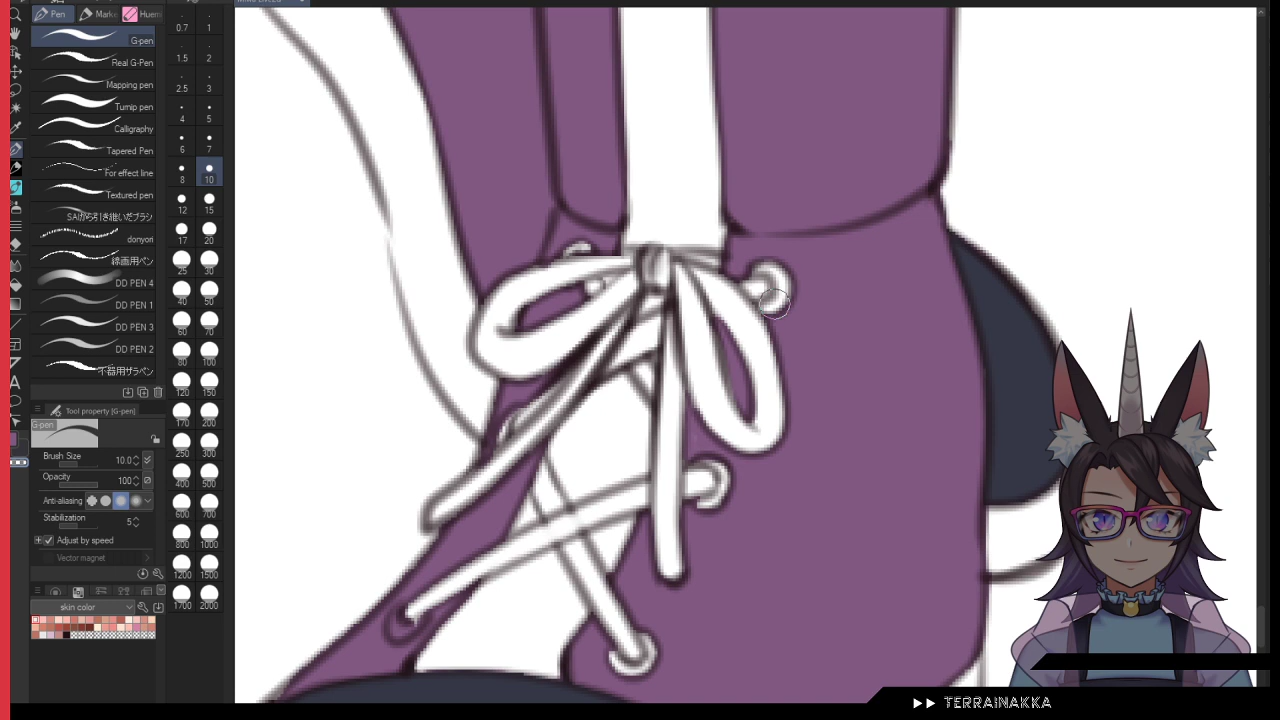 Pen Marke Huem
G-pen
Real G-Pen
Mapping pen
Turnip pen
Calligraphy
Tapered Pen
For effect line
Textured pen
SAIから引き継いだブラシ
donyori
線画用ペン
DD PEN 4
DD PEN 1
DD PEN 3
DD PEN 2
不器用ザラペン
0.7 1
1.5 2
2.5 3
4 5
6 7
8 10
12 15
17 20
25 30
40 50
60 70
80 100
120 150
170 200
250 300
400 500
600 700
800 1000
1200 1500
1700 2000
Tool property (G-pen)
G-pen
Brush Size 10.0
Opacity 100
Anti-aliasing
Stabilization 5
Adjust by speed
Vector magnet
skin color
TERRAINAKKA